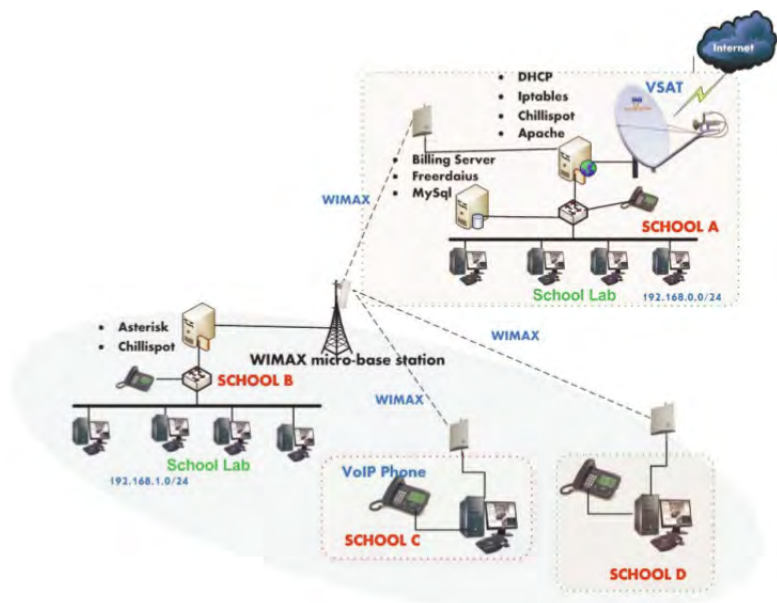 Internet
VSAT
• DHCP
• Iptables
• Chillispot
• Apache
• Billing Server
• Freerdaius
• MySql
WIMAX
SCHOOL A
School Lab
192.168.0.0/24
• Asterisk
• Chillispot
WIMAX micro-base station
WIMAX
SCHOOL B
WIMAX
School Lab
192.168.1.0/24
VoIP Phone
SCHOOL C
SCHOOL D